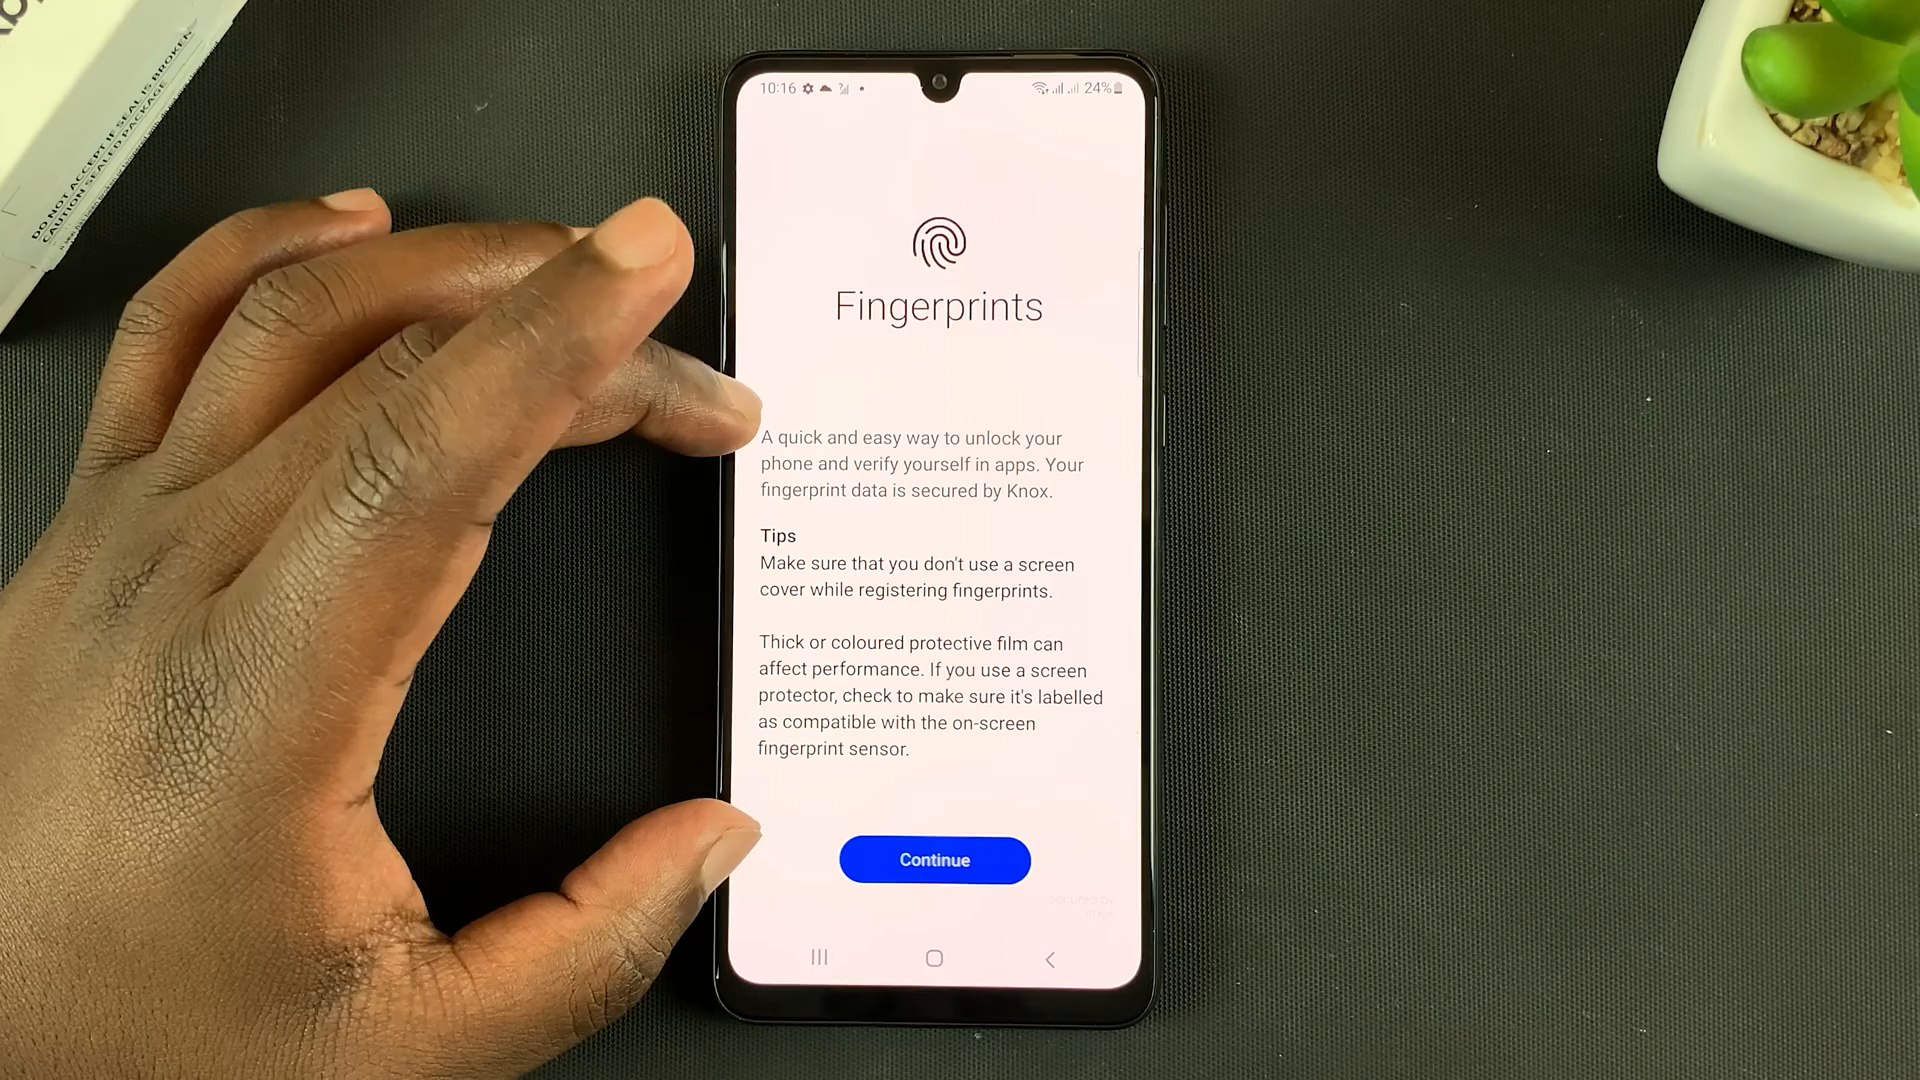 DO NOT ACCEPT IF SEAL IS BROKEN
CAUTION SEALED PACKAGE
10:16
24%
Fingerprints
A quick and easy way to unlock your
phone and verify yourself in apps. Your
fingerprint data is secured by Knox.
Tips
Make sure that you don't use a screen
cover while registering fingerprints.
Thick or coloured protective film can
affect performance. If you use a screen
protector, check to make sure it's labelled
as compatible with the on-screen
fingerprint sensor.
Continue
Secured by
Knox